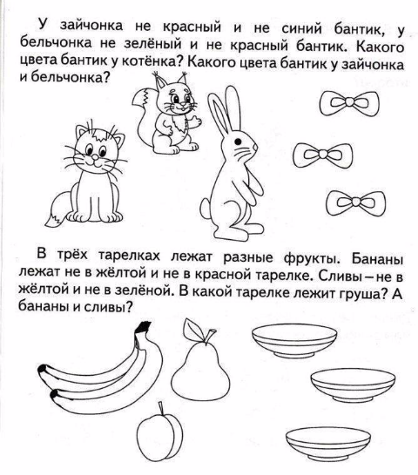 У зайчонка не красный и не синий бантик, у
бельчонка не зелёный и не красный бантик. Какого
цвета бантик у котёнка? Какого цвета бантик у зайчонка
и бельчонка?
В трёх тарелках лежат разные фрукты. Бананы
лежат не в жёлтой и не в красной тарелке. Сливы – не в
жёлтой и не в зелёной. В какой тарелке лежит груша? А
бананы и сливы?